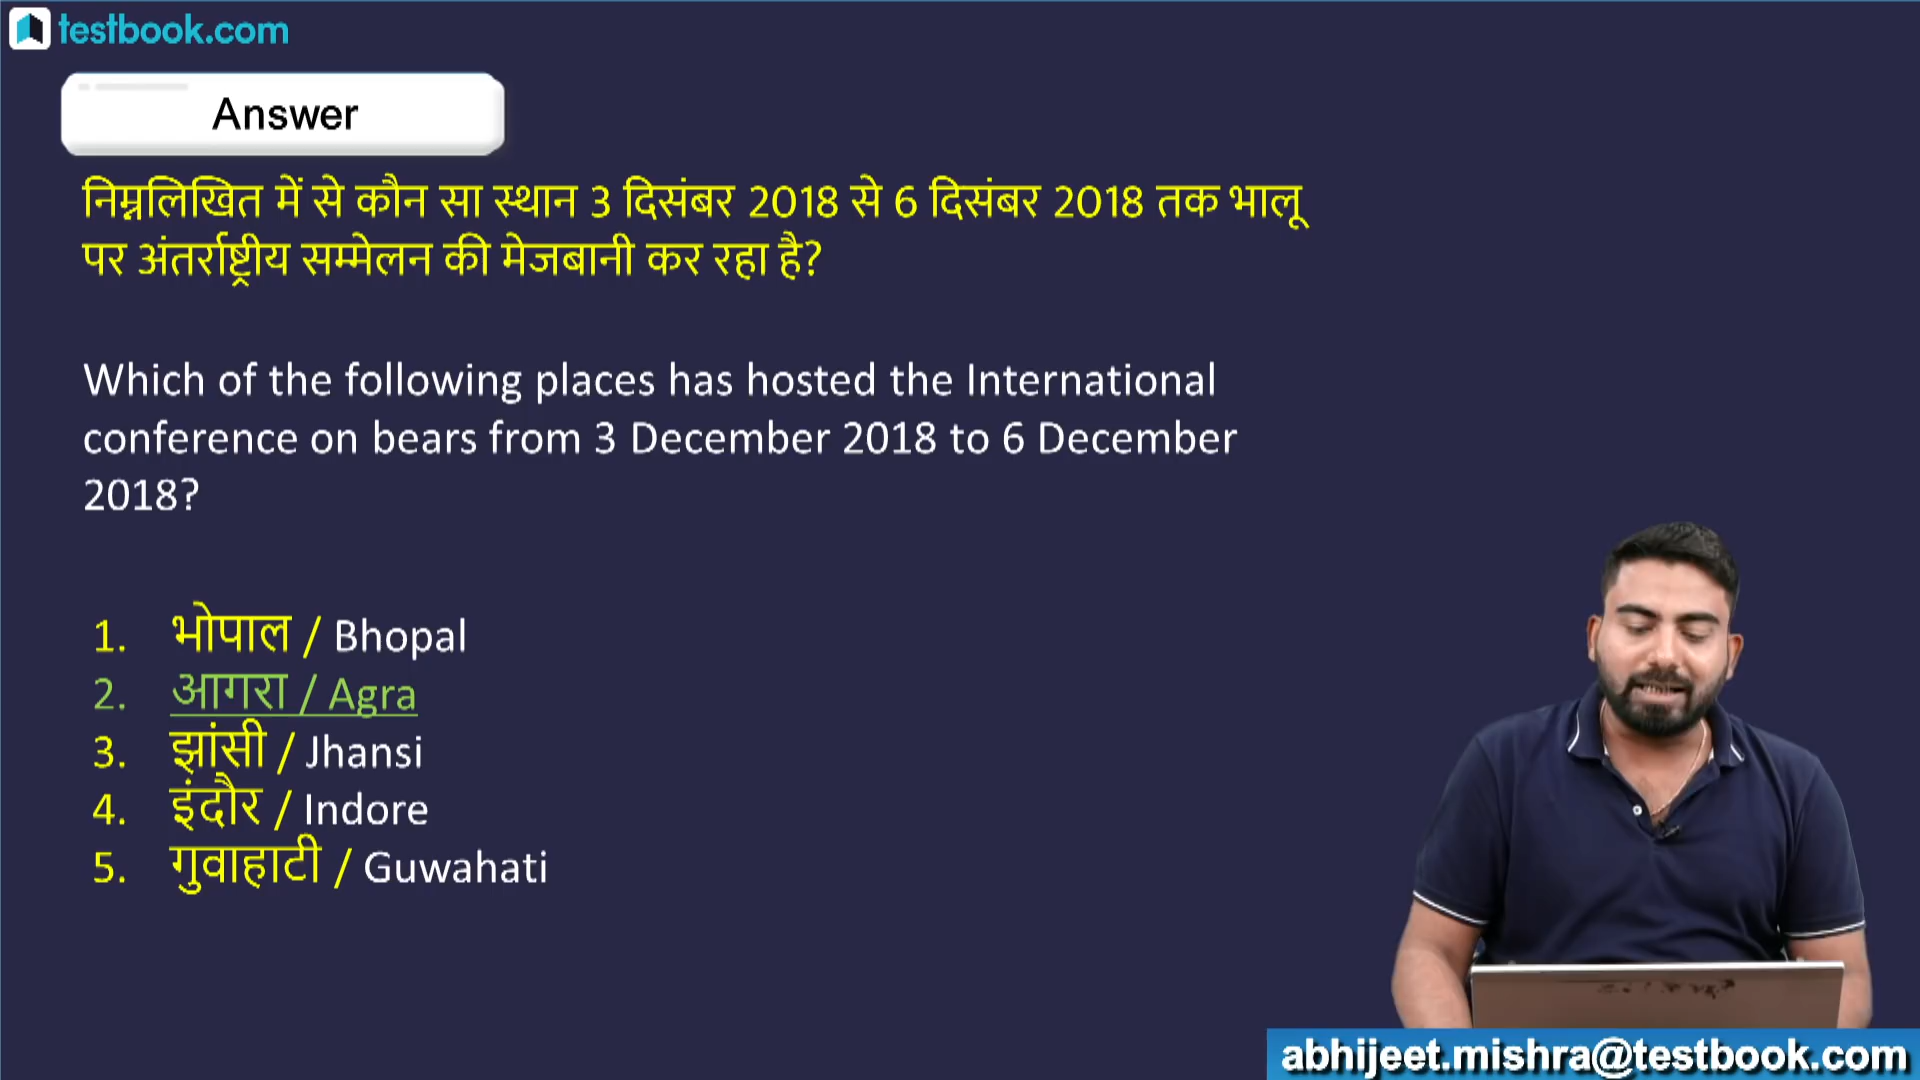 testbook.com
Answer
निम्नलिखित में से कौन सा स्थान 3 दिसंबर 2018 से 6 दिसंबर 2018 तक भालू
पर अंतर्राष्ट्रीय सम्मेलन की मेजबानी कर रहा है?
Which of the following places has hosted the International
conference on bears from 3 December 2018 to 6 December
2018?
1. भोपाल / Bhopal
2. आगरा / Agra
3. झांसी / Jhansi
4. इंदौर / Indore
5. गुवाहाटी / Guwahati
abhijeet.mishra@testbook.com